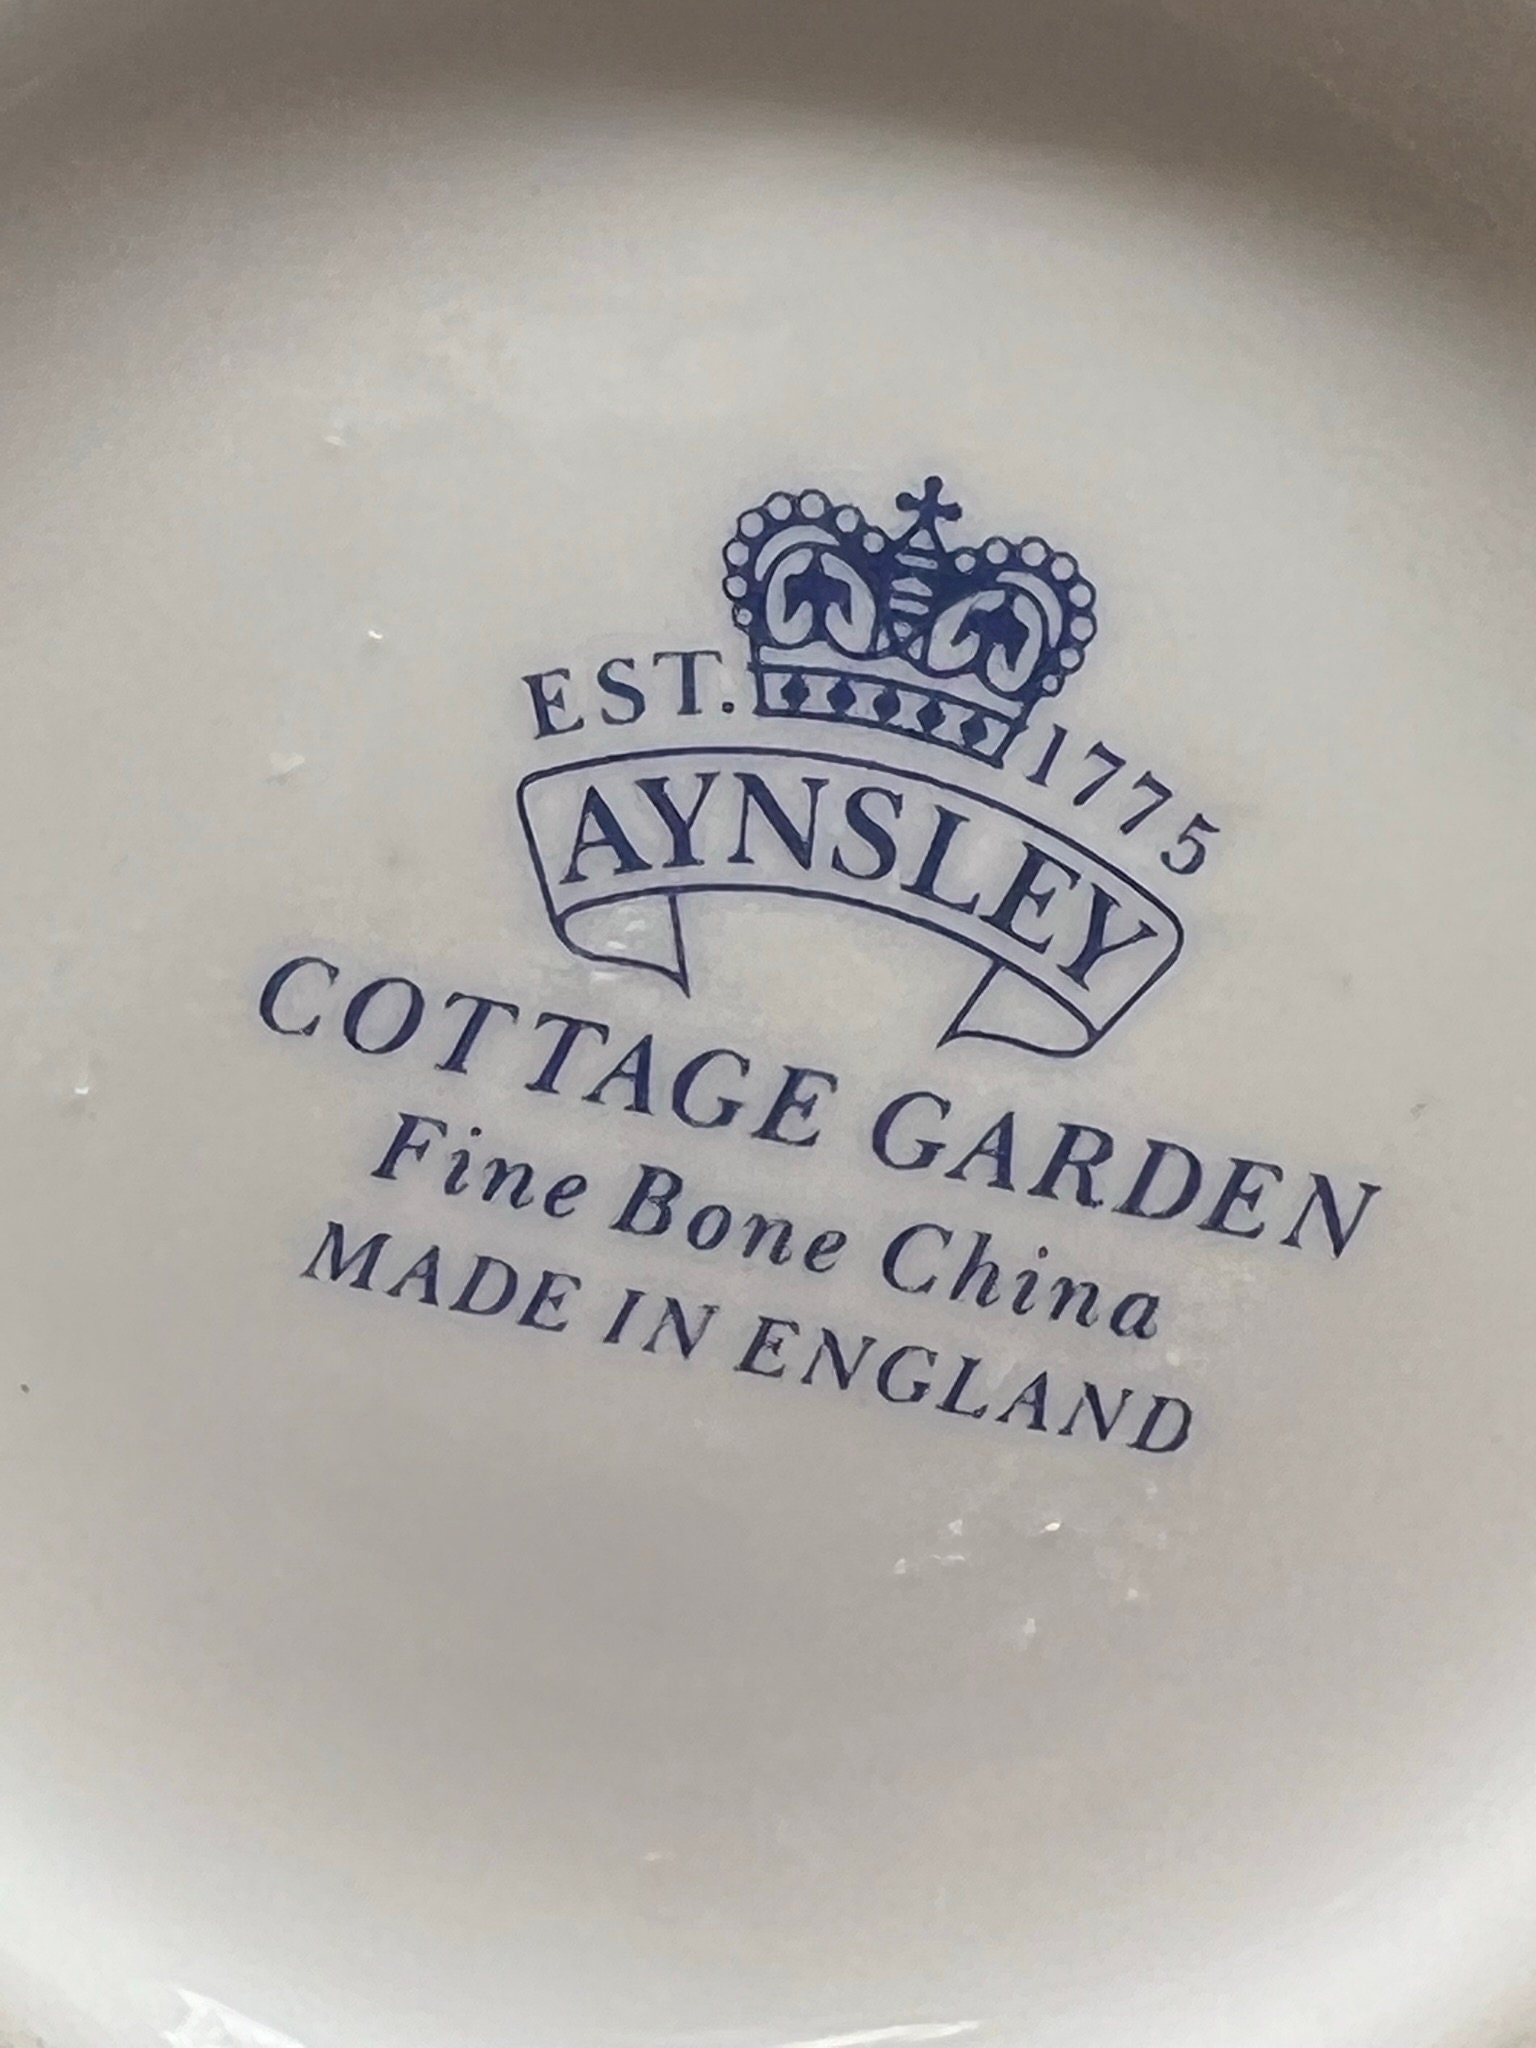 EST. 1775
AYNSLEY
COTTAGE GARDEN
Fine Bone China
MADE IN ENGLAND